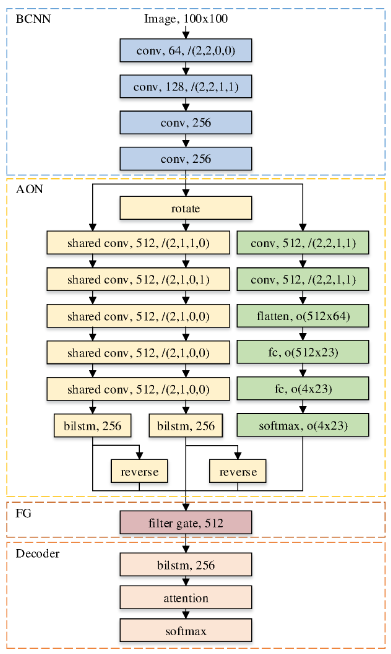 BCNN
Image, 100x100
conv, 64, /(2,2,0,0)
conv, 128, /(2,2,1,1)
conv, 256
conv, 256
AON
rotate
shared conv, 512, /(2,1,1,0)
conv, 512, /(2,2,1,1)
shared conv, 512, /(2,1,0,1)
conv, 512, /(2,2,1,1)
shared conv, 512, /(2,1,0,0)
flatten, o(512x64)
shared conv, 512, /(2,1,0,0)
fc, o(512x23)
shared conv, 512, /(2,1,0,0)
fc, o(4x23)
bilstm, 256
bilstm, 256
softmax, o(4x23)
reverse
reverse
FG
filter gate, 512
Decoder
bilstm, 256
attention
softmax